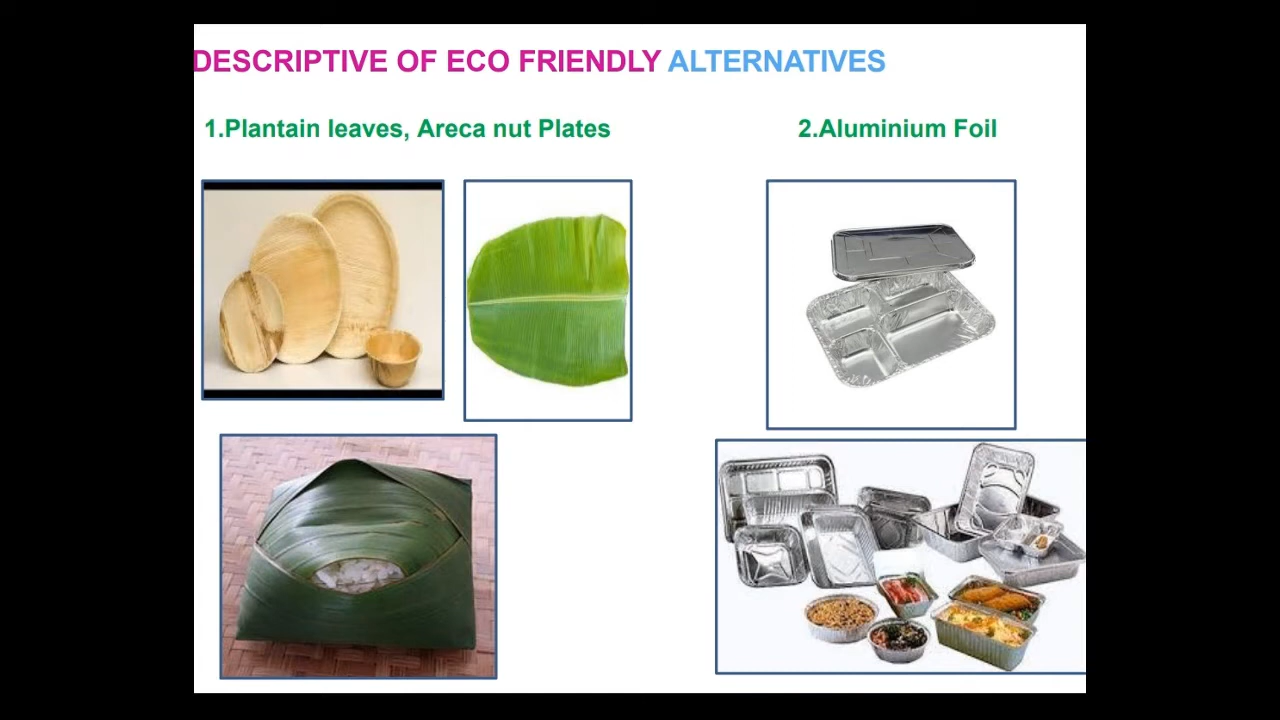 DESCRIPTIVE OF ECO FRIENDLY ALTERNATIVES
1.Plantain leaves, Areca nut Plates
2.Aluminium Foil